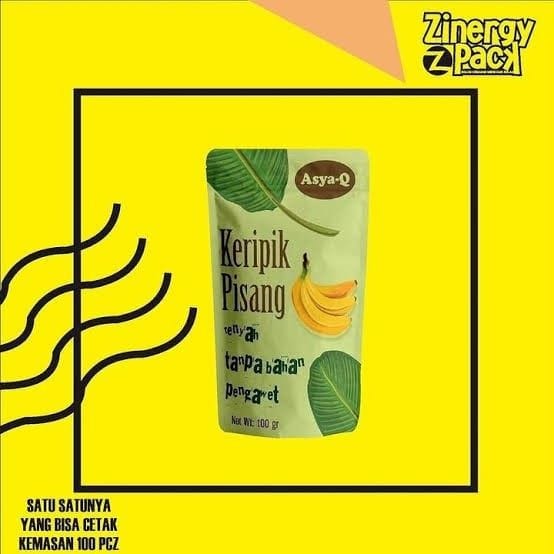 Zinergy
Z Pack
Asya-Q
Keripik
Pisang
renyah
tanpa bahan
pengawet
Net Wt: 100 gr
SATU SATUNYA
YANG BISA CETAK
KEMASAN 100 PCZ